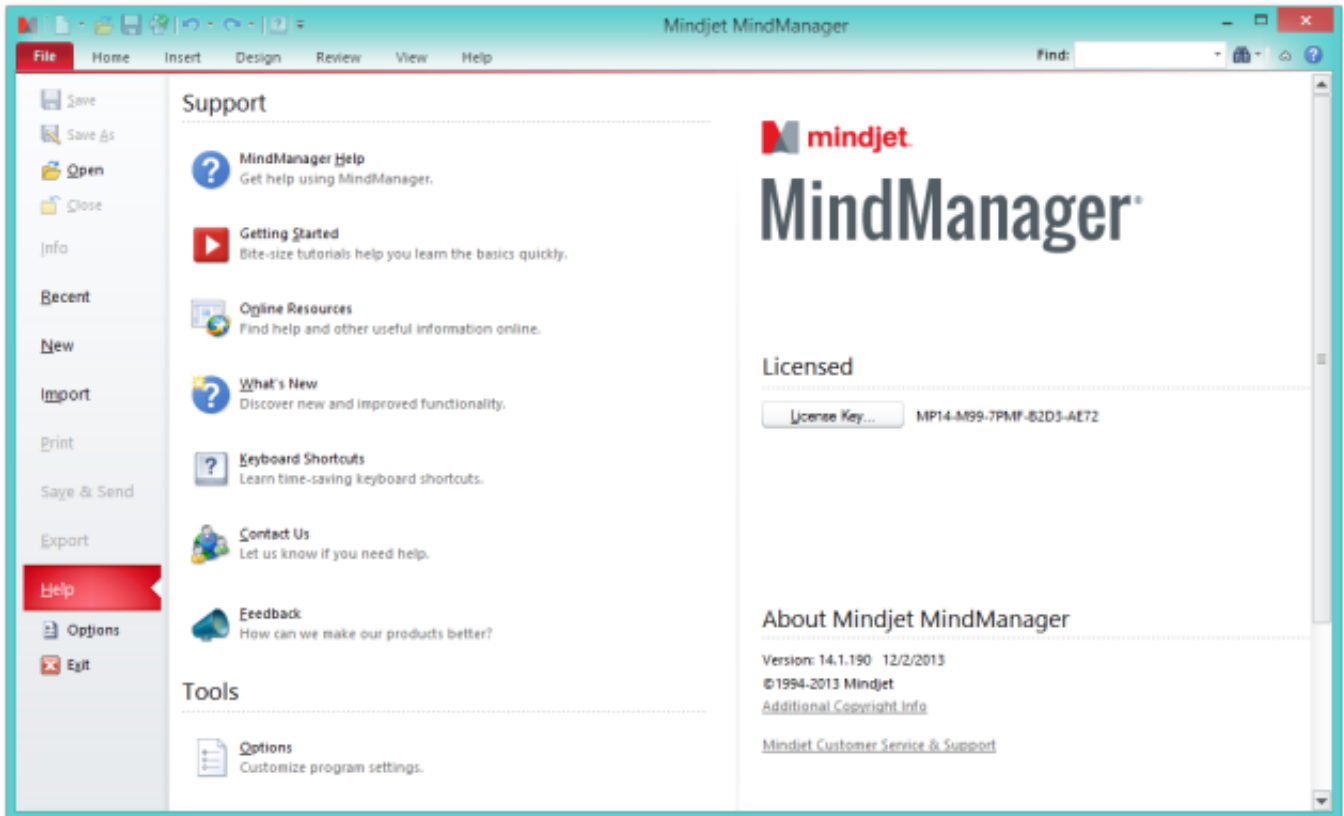 Mindjet MindManager
File Home Insert Design Review View Help Find:
Save
Save As
Open
Close
Info
Recent
New
Import
Print
Save & Send
Export
Help
Options
Exit
Support
MindManager Help
Get help using MindManager.
Getting Started
Bite-size tutorials help you learn the basics quickly.
Online Resources
Find help and other useful information online.
What's New
Discover new and improved functionality.
Keyboard Shortcuts
Learn time-saving keyboard shortcuts.
Contact Us
Let us know if you need help.
Feedback
How can we make our products better?
Tools
Options
Customize program settings.
mindjet.
MindManager®
Licensed
License Key... MP14-M99-7PMF-B2D3-AE72
About Mindjet MindManager
Version: 14.1.190 12/2/2013
©1994-2013 Mindjet
Additional Copyright Info
Mindjet Customer Service & Support